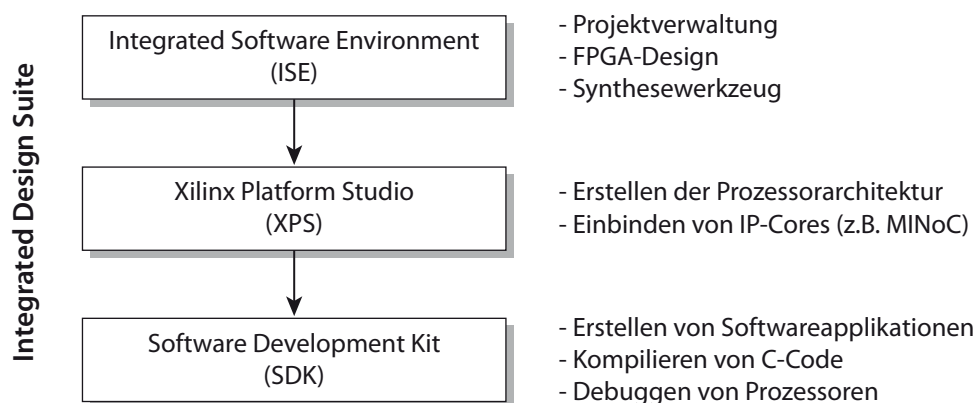 Integrated Design Suite
Integrated Software Environment
(ISE)
- Projektverwaltung
- FPGA-Design
- Synthesewerkzeug
Xilinx Platform Studio
(XPS)
- Erstellen der Prozessorarchitektur
- Einbinden von IP-Cores (z.B. MINoC)
Software Development Kit
(SDK)
- Erstellen von Softwareapplikationen
- Kompilieren von C-Code
- Debuggen von Prozessoren